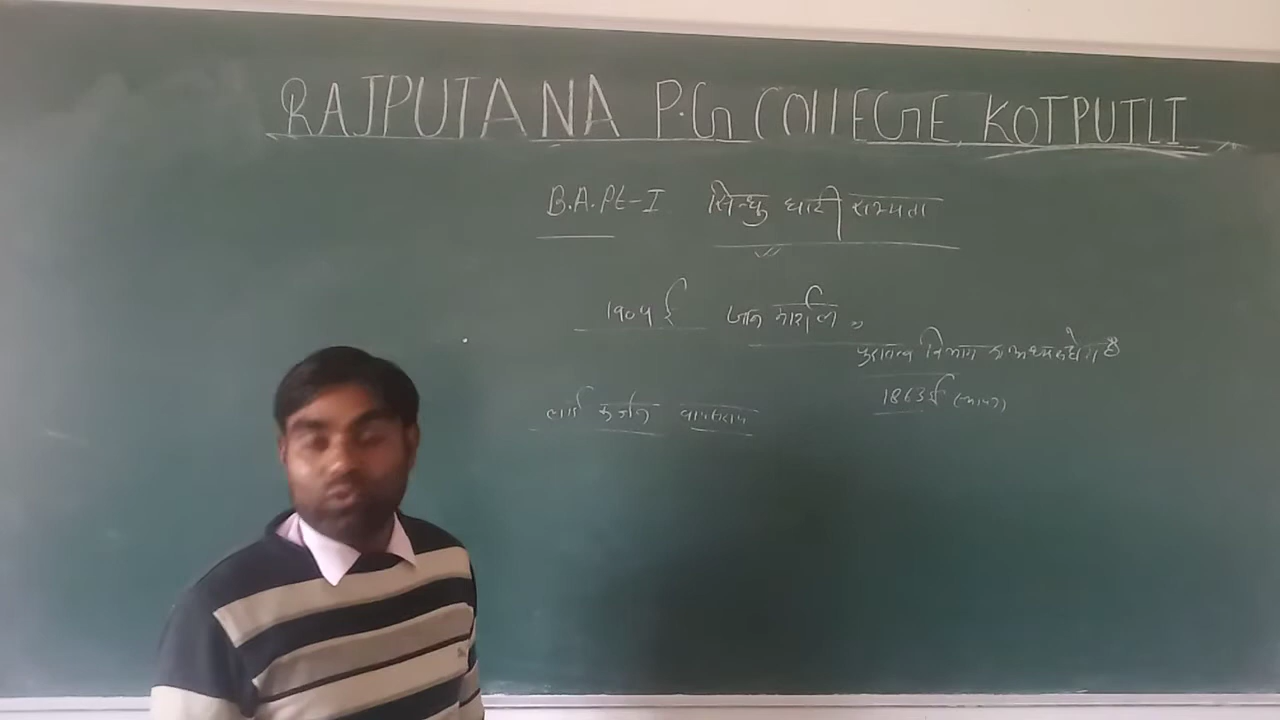 RAJPUTANA P.G COLLEGE, KOTPUTLI
B.A. Pt-I सिन्धु घाटी सभ्यता
1904 ई जान मार्शल
पुरातत्व विभाग का अध्यक्ष
1863 ई
लार्ड कर्जन वायसराय